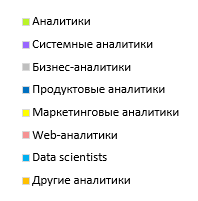 Аналитики
Системные аналитики
Бизнес-аналитики
Продуктовые аналитики
Маркетинговые аналитики
Web-аналитики
Data scientists
Другие аналитики